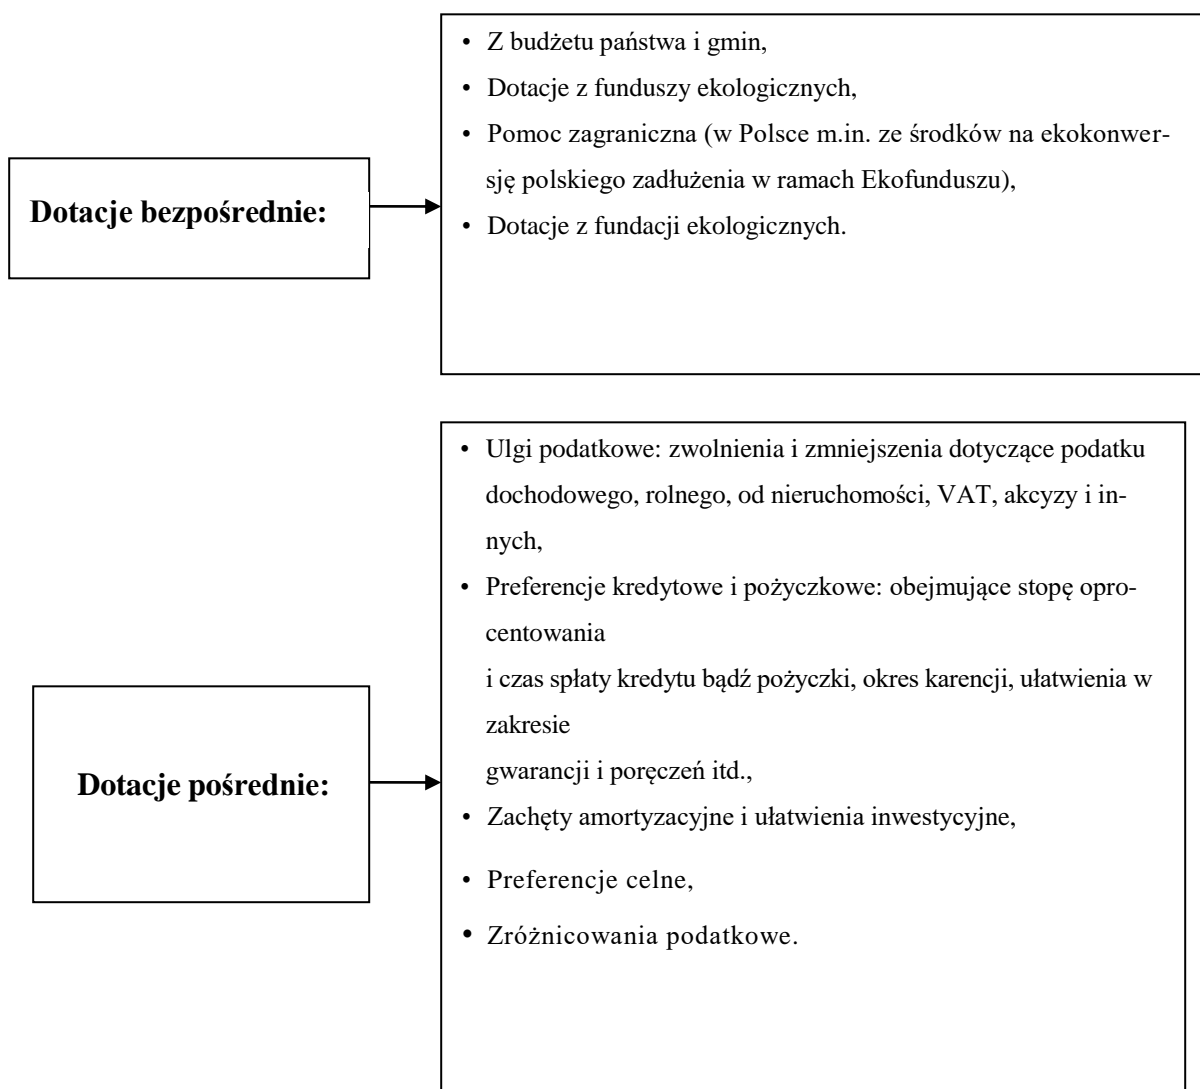 • Z budżetu państwa i gmin,
• Dotacje z funduszy ekologicznych,
• Pomoc zagraniczna (w Polsce m.in. ze środków na ekokonwer-
sję polskiego zadłużenia w ramach Ekofunduszu),
• Dotacje z fundacji ekologicznych.
Dotacje bezpośrednie:
• Ulgi podatkowe: zwolnienia i zmniejszenia dotyczące podatku
dochodowego, rolnego, od nieruchomości, VAT, akcyzy i in-
nych,
• Preferencje kredytowe i pożyczkowe: obejmujące stopę opro-
centowania
i czas spłaty kredytu bądź pożyczki, okres karencji, ułatwienia w
zakresie
gwarancji i poręczeń itd.,
• Zachęty amortyzacyjne i ułatwienia inwestycyjne,
• Preferencje celne,
• Zróżnicowania podatkowe.
Dotacje pośrednie: